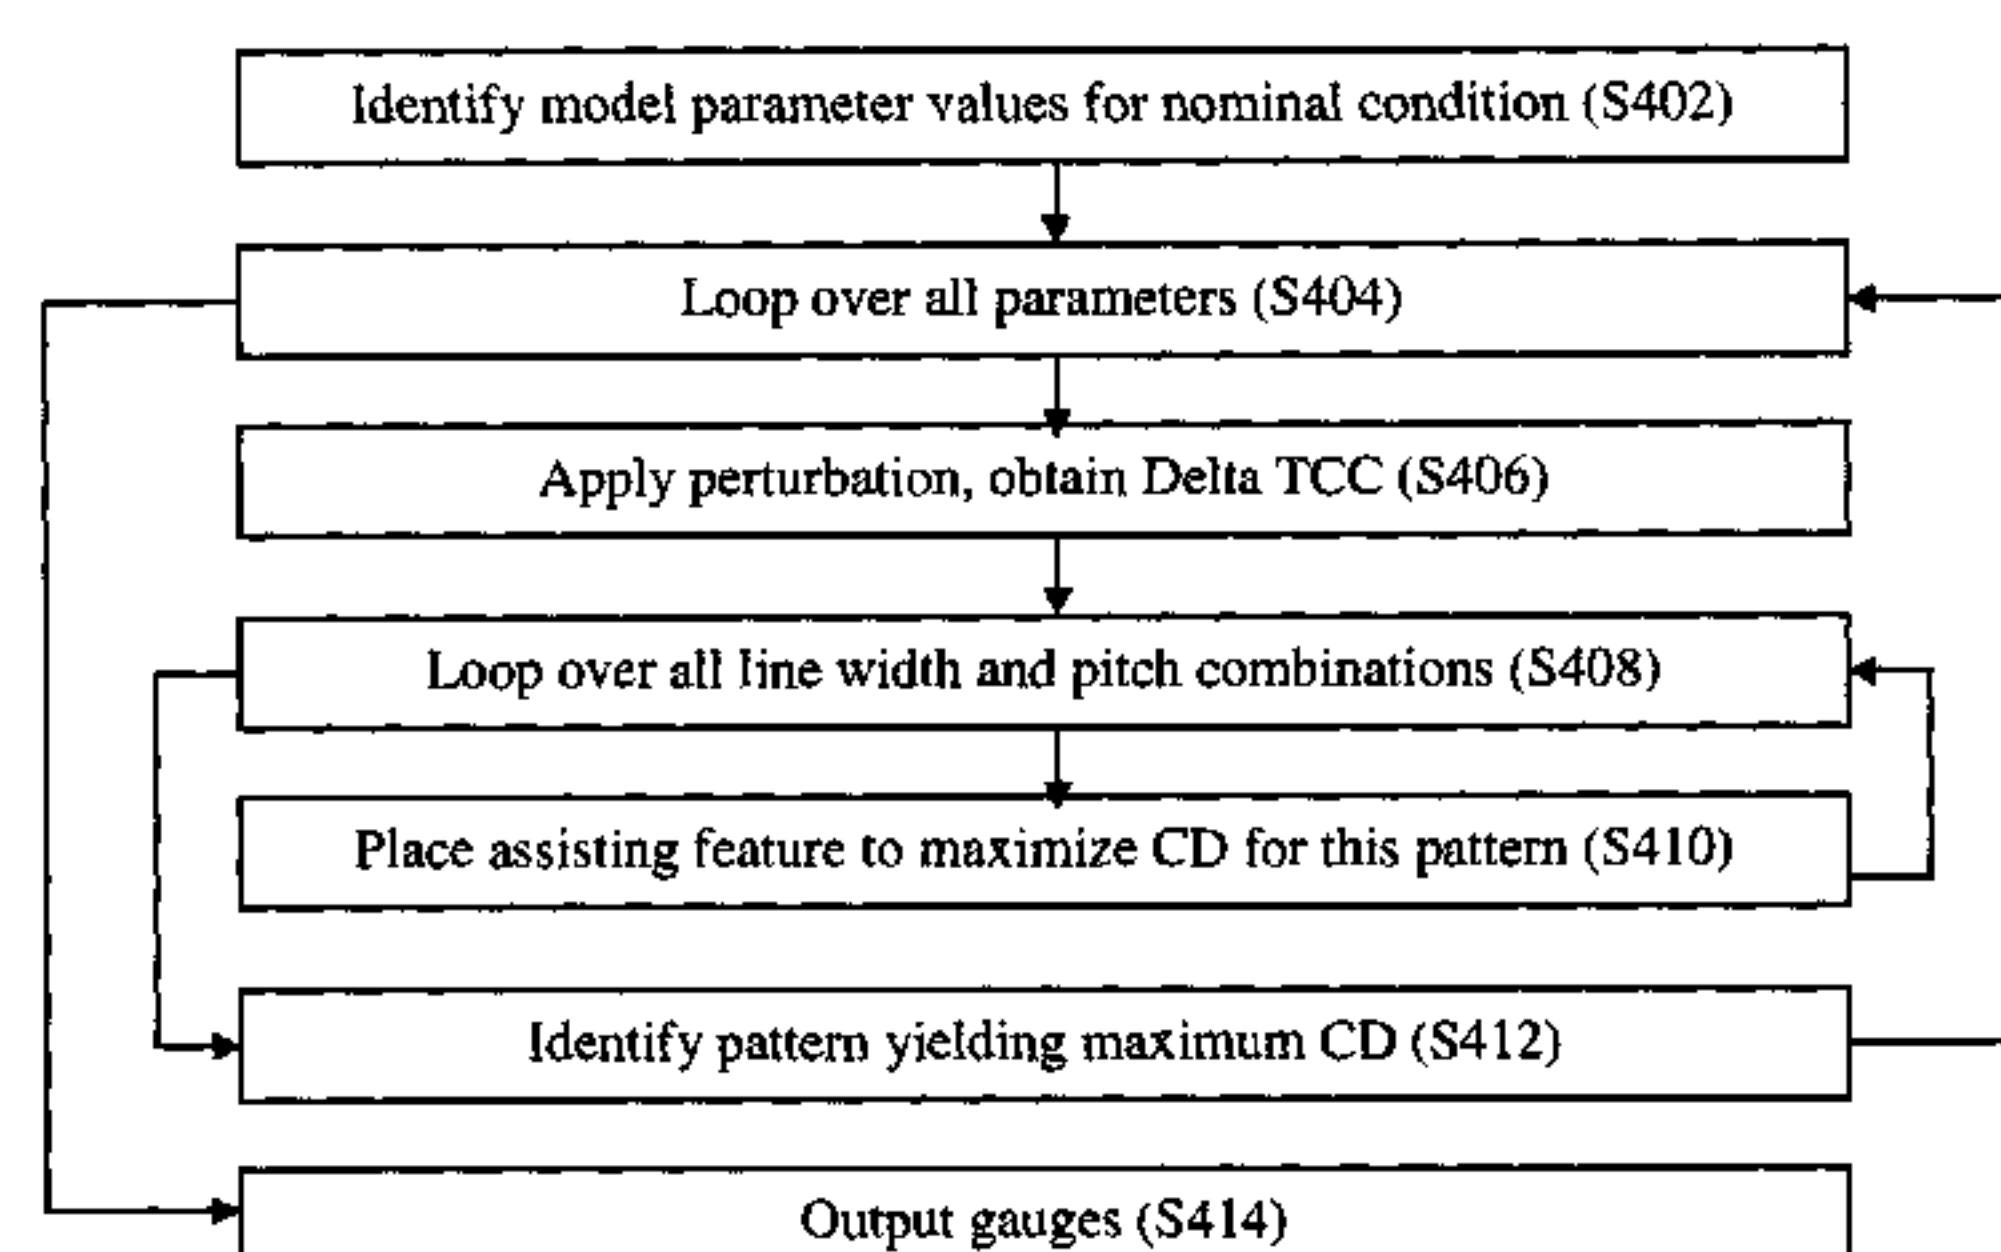 Identify model parameter values for nominal condition (S402)
Loop over all parameters (S404)
Apply perturbation, obtain Delta TCC (S406)
Loop over all line width and pitch combinations (S408)
Place assisting feature to maximize CD for this pattern (S410)
Identify pattern yielding maximum CD (S412)
Output gauges (S414)